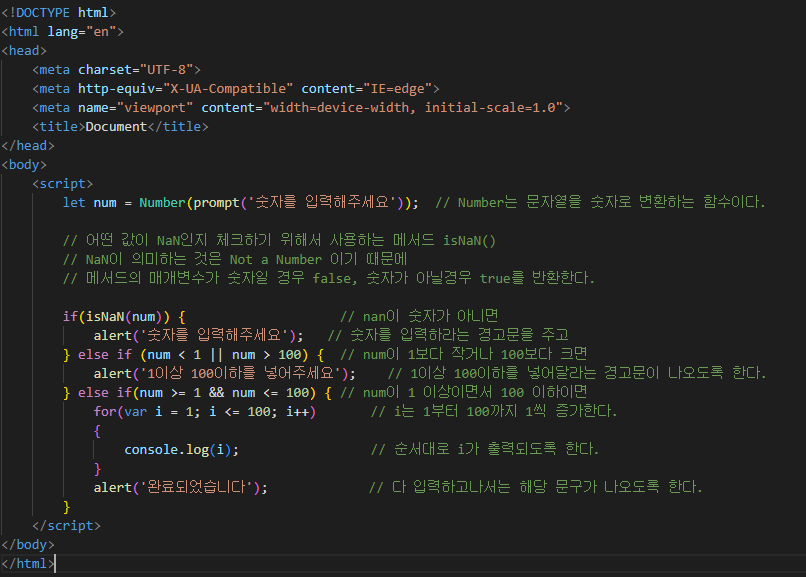 <!DOCTYPE html>
<html lang="en">
<head>
    <meta charset="UTF-8">
    <meta http-equiv="X-UA-Compatible" content="IE=edge">
    <meta name="viewport" content="width=device-width, initial-scale=1.0">
    <title>Document</title>
</head>
<body>
    <script>
        let num = Number(prompt('숫자를 입력해주세요'));  // Number는 문자열을 숫자로 변환하는 함수이다.
        // 어떤 값이 NaN인지 체크하기 위해서 사용하는 메서드 isNaN()
        // NaN이 의미하는 것은 Not a Number 이기 때문에
        // 메서드의 매개변수가 숫자일 경우 false, 숫자가 아닐경우 true를 반환한다.
        if(isNaN(num)) {                    // nan이 숫자가 아니면
            alert('숫자를 입력해주세요');   // 숫자를 입력하라는 경고문을 주고
        } else if (num < 1 || num > 100) {  // num이 1보다 작거나 100보다 크면
            alert('1이상 100이하를 넣어주세요');    // 1이상 100이하를 넣어달라는 경고문이 나오도록 한다.
        } else if(num >= 1 && num <= 100) { // num이 1 이상이면서 100 이하이면
            for(var i = 1; i <= 100; i++)       // i는 1부터 100까지 1씩 증가한다.
            {
                console.log(i);                 // 순서대로 i가 출력되도록 한다.
            }
            alert('완료되었습니다');             // 다 입력하고나서는 해당 문구가 나오도록 한다.
        }
    </script>
</body>
</html>